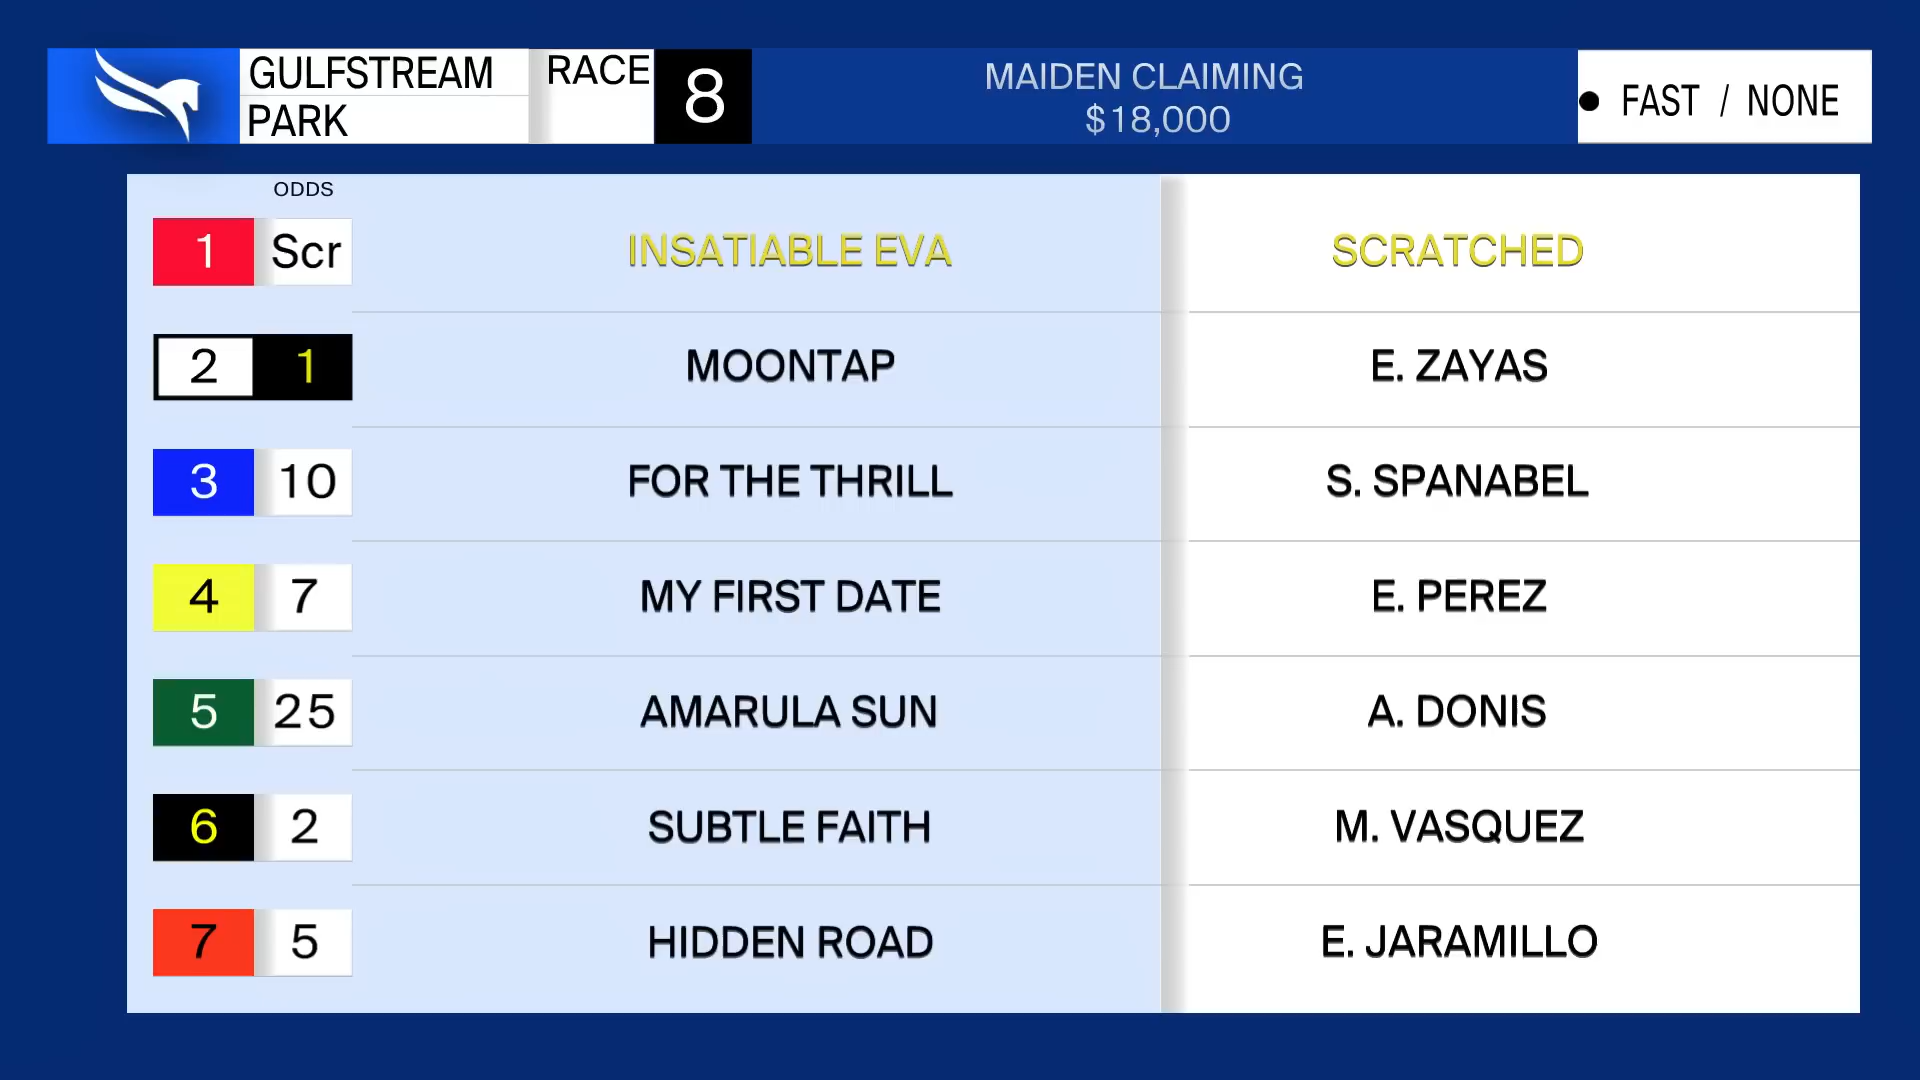 GULFSTREAM
PARK
RACE
8
MAIDEN CLAIMING
$18,000
• FAST / NONE
ODDS
1 Scr INSATIABLE EVA SCRATCHED
2 1 MOONTAP E. ZAYAS
3 10 FOR THE THRILL S. SPANABEL
4 7 MY FIRST DATE E. PEREZ
5 25 AMARULA SUN A. DONIS
6 2 SUBTLE FAITH M. VASQUEZ
7 5 HIDDEN ROAD E. JARAMILLO